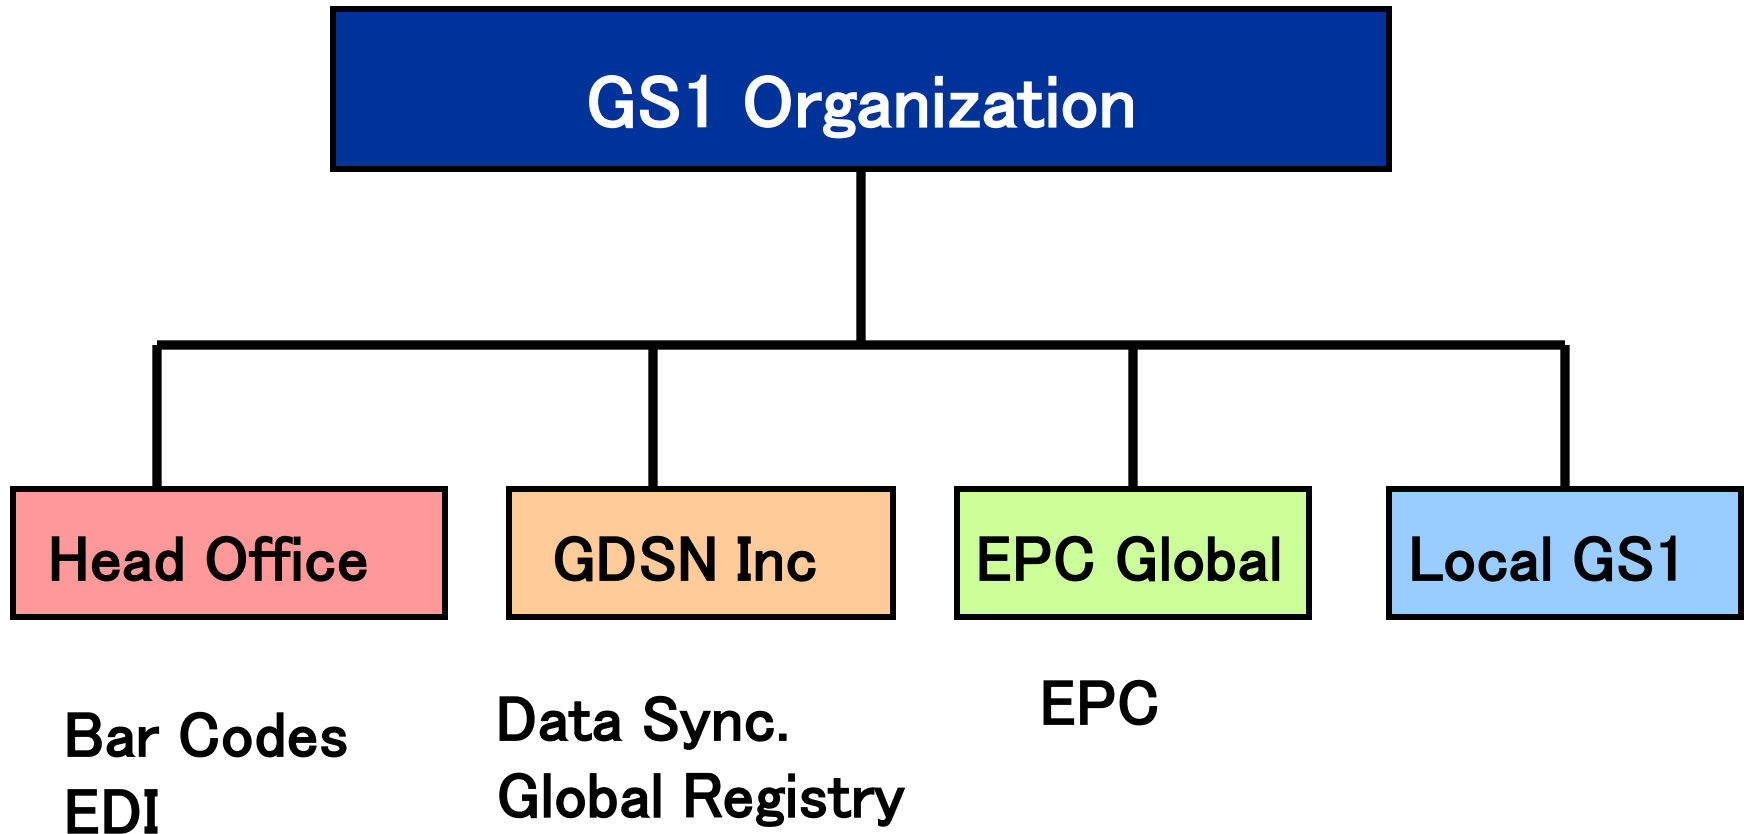 GS1 Organization
Head Office
GDSN Inc
EPC Global
Local GS1
Bar Codes
EDI
Data Sync.
Global Registry
EPC